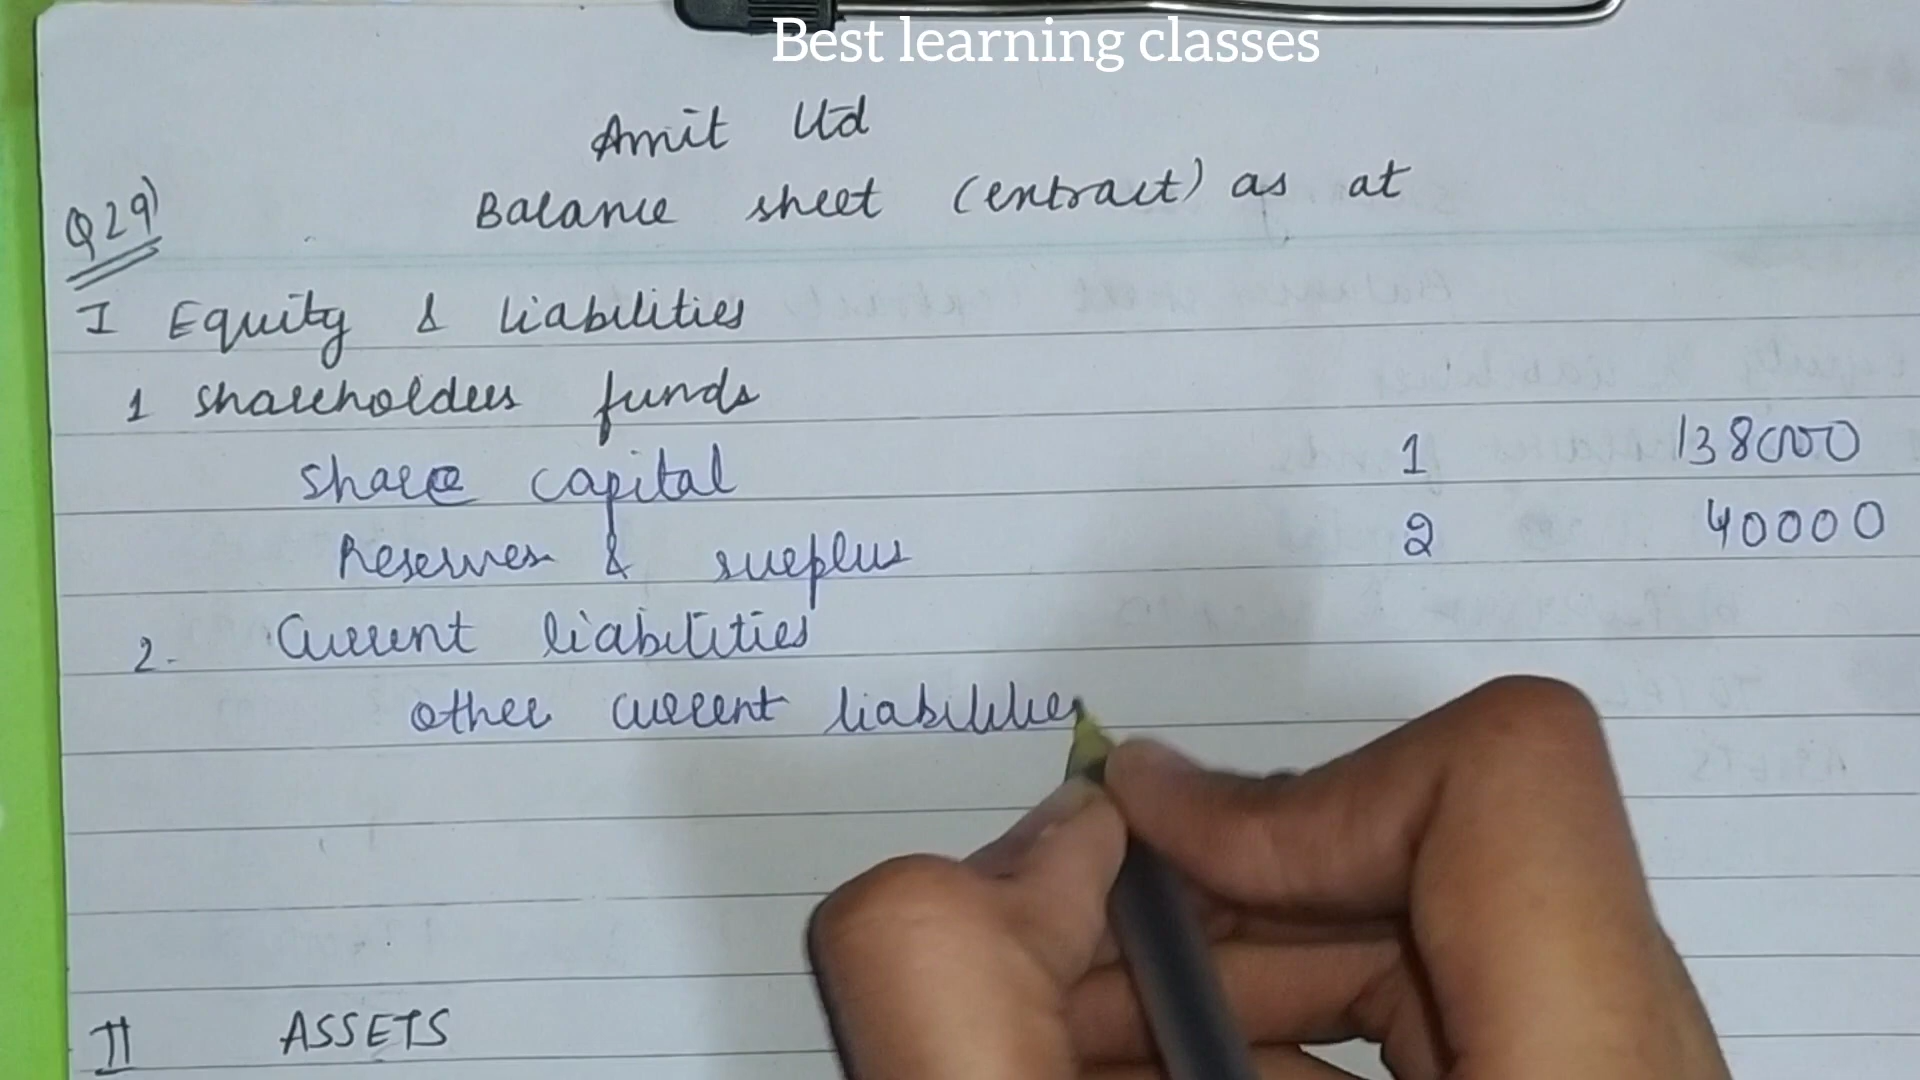 Best learning classes
Amit Ltd
Q29) Balance sheet (extract) as at
I Equity & liabilities
1 shareholders funds
share capital 1 138000
Reserves & surplus 2 40000
2- Current liabilities
other current liabilities
II ASSETS